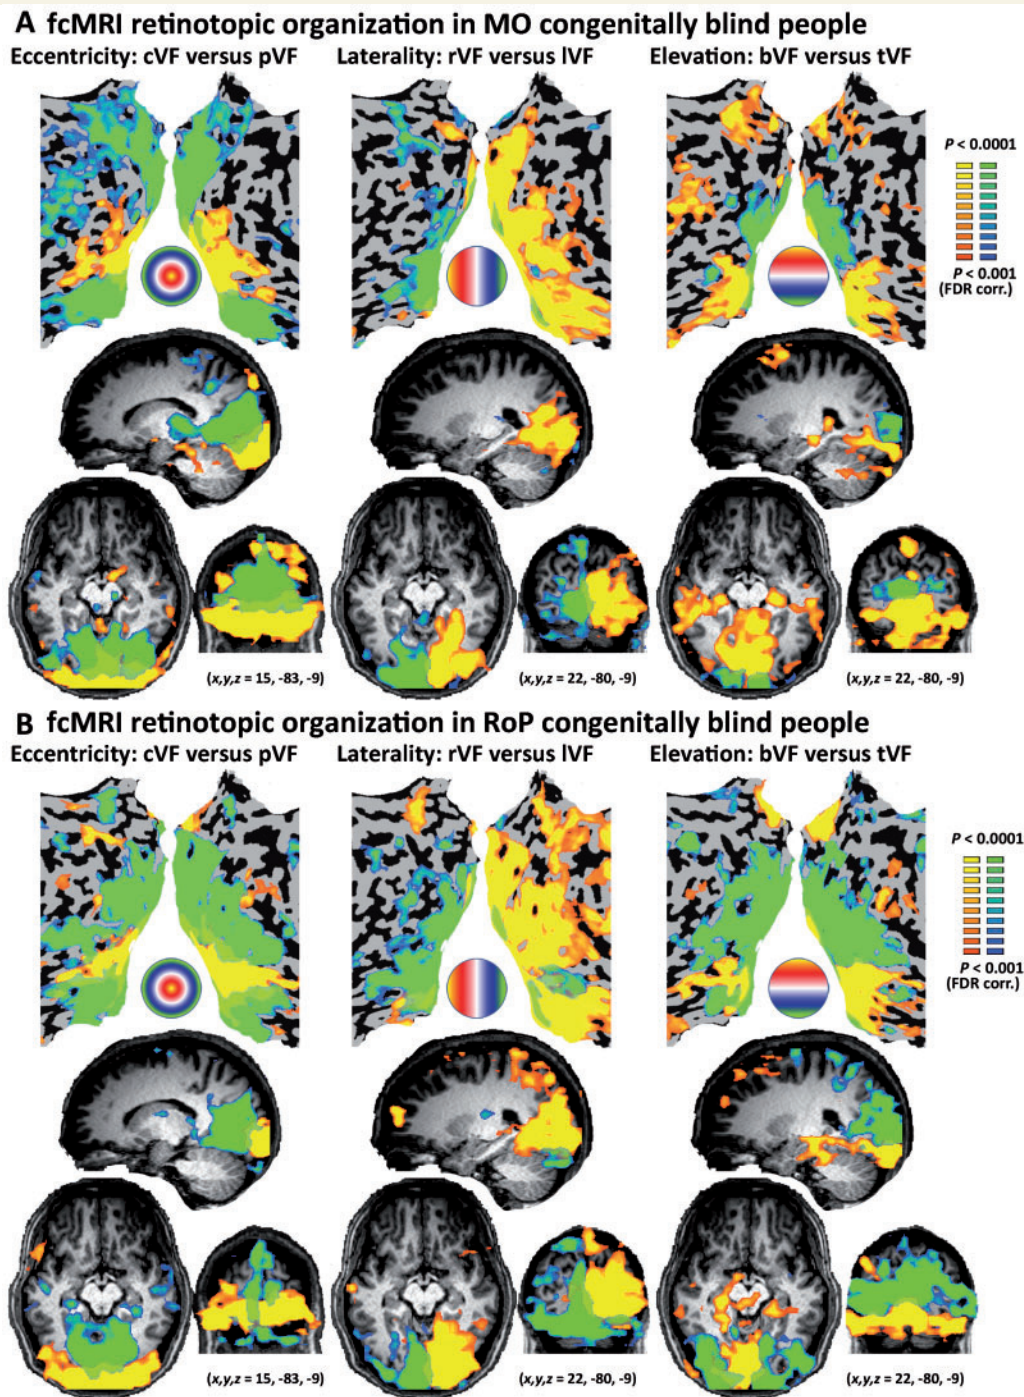 A fcMRI retinotopic organization in MO congenitally blind people
Eccentricity: cVF versus pVF
Laterality: rVF versus lVF
Elevation: bVF versus tVF
P < 0.0001
P < 0.001
(FDR corr.)
(x,y,z = 15, -83, -9)
(x,y,z = 22, -80, -9)
(x,y,z = 22, -80, -9)
B fcMRI retinotopic organization in RoP congenitally blind people
Eccentricity: cVF versus pVF
Laterality: rVF versus lVF
Elevation: bVF versus tVF
P < 0.0001
P < 0.001
(FDR corr.)
(x,y,z = 15, -83, -9)
(x,y,z = 22, -80, -9)
(x,y,z = 22, -80, -9)